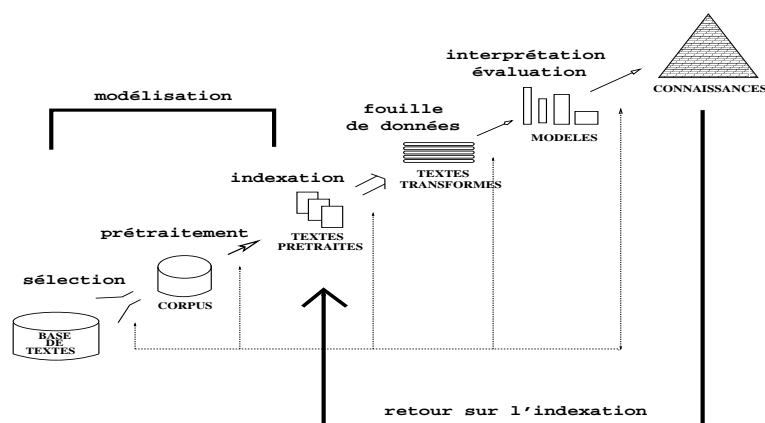 interprétation
évaluation
CONNAISSANCES
modélisation
fouille
de données
MODELES
indexation
TEXTES
TRANSFORMES
prétraitement
TEXTES
PRETRAITES
sélection
CORPUS
BASE
DE
TEXTES
retour sur l'indexation